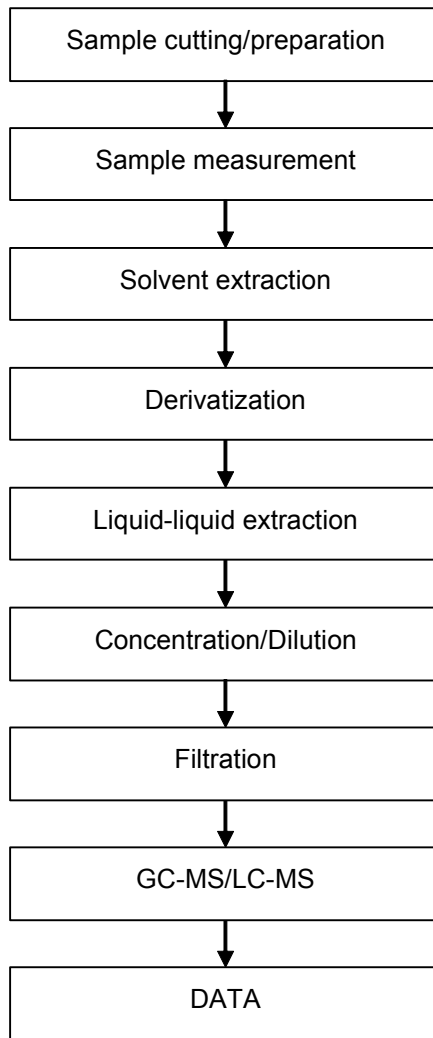 Sample cutting/preparation
Sample measurement
Solvent extraction
Derivatization
Liquid-liquid extraction
Concentration/Dilution
Filtration
GC-MS/LC-MS
DATA